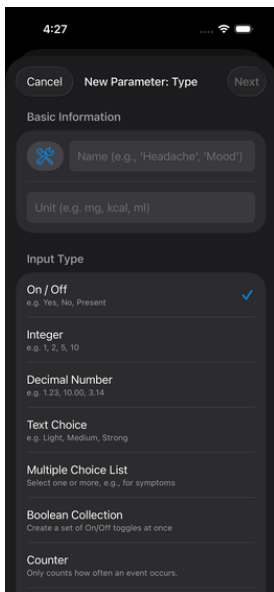 4:27
Cancel
New Parameter: Type
Next
Basic Information
Name (e.g., 'Headache', 'Mood')
Unit (e.g. mg, kcal, ml)
Input Type
On / Off
e.g. Yes, No, Present
Integer
e.g. 1, 2, 5, 10
Decimal Number
e.g. 1.23, 10.00, 3.14
Text Choice
e.g. Light, Medium, Strong
Multiple Choice List
Select one or more, e.g., for symptoms
Boolean Collection
Create a set of On/Off toggles at once
Counter
Only counts how often an event occurs.